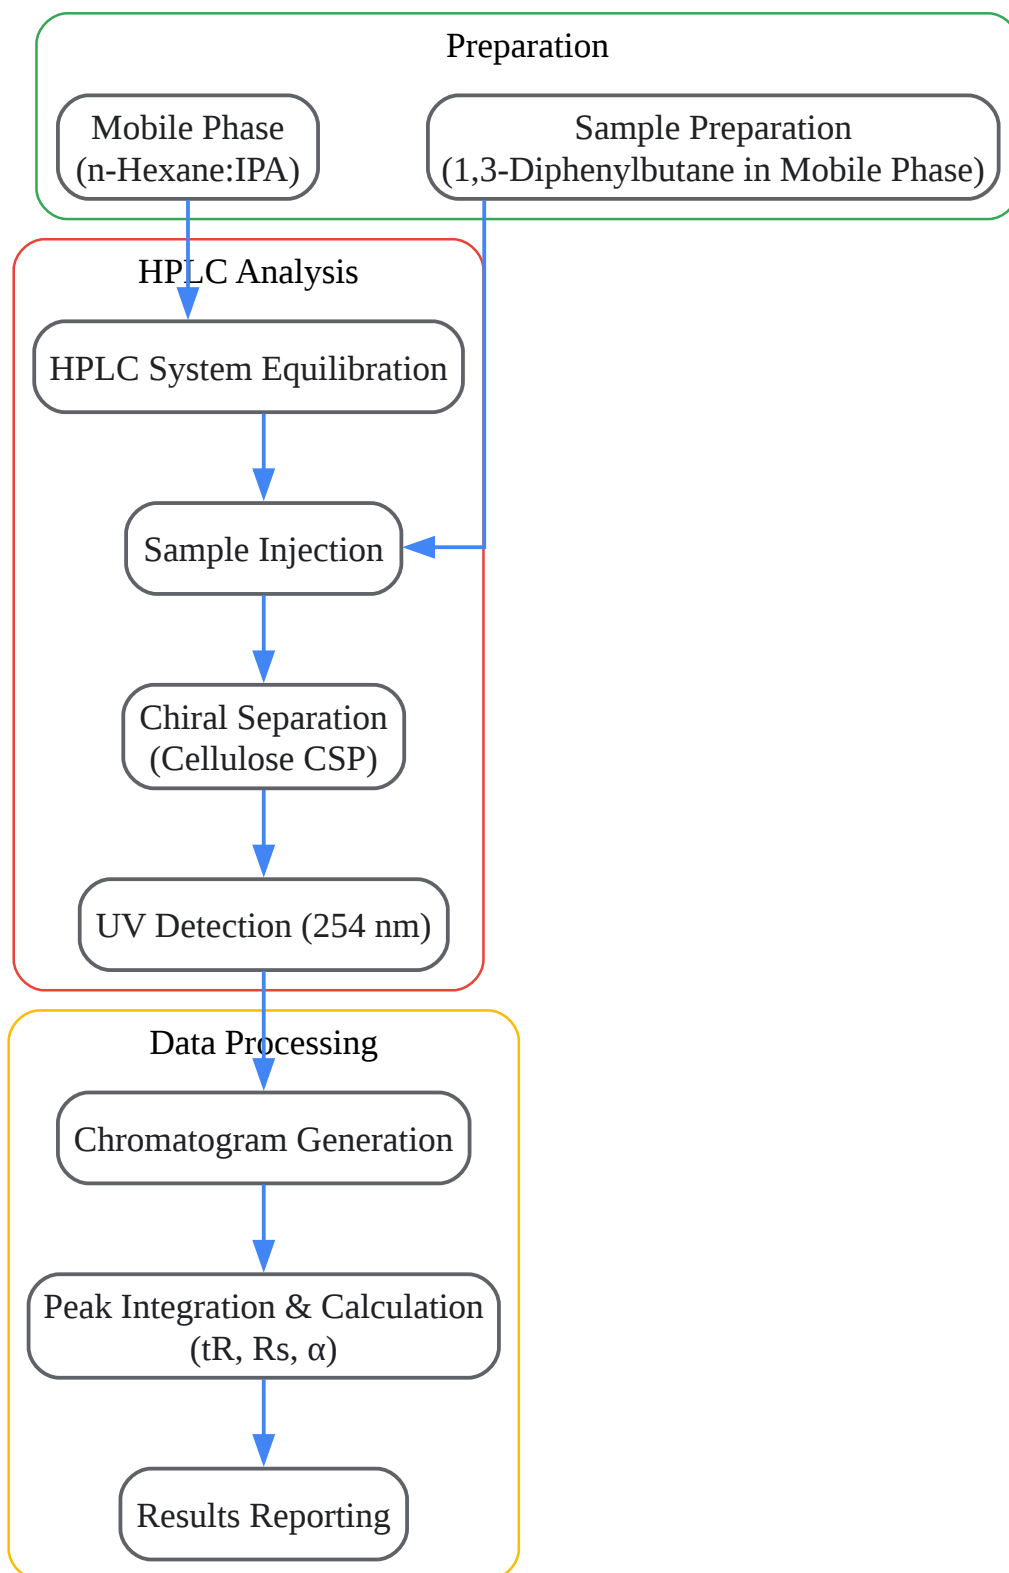 Preparation
Mobile Phase
(n-Hexane:IPA)
Sample Preparation
(1,3-Diphenylbutane in Mobile Phase)
HPLC Analysis
HPLC System Equilibration
Sample Injection
Chiral Separation
(Cellulose CSP)
UV Detection (254 nm)
Data Processing
Chromatogram Generation
Peak Integration & Calculation
(tR, Rs, α)
Results Reporting